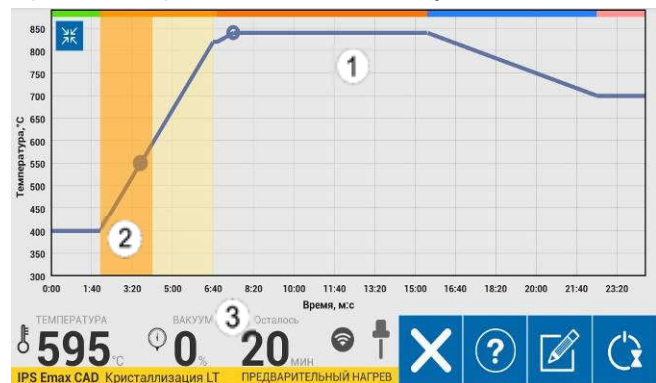 850
800
750
700
650
600
550
500
450
400
350
300
Температура,°С
1
2
0:00 1:40 3:20 5:00 6:40 8:20 10:00 11:40 13:20 15:00 16:40 18:20 20:00 21:40 23:20
Время, м:с
3
ТЕМПЕРАТУРА ВАКУУМ Осталось
595 °С 0 % 20 МИН
?
IPS Emax CAD Кристаллизация LT ПРЕДВАРИТЕЛЬНЫЙ НАГРЕВ